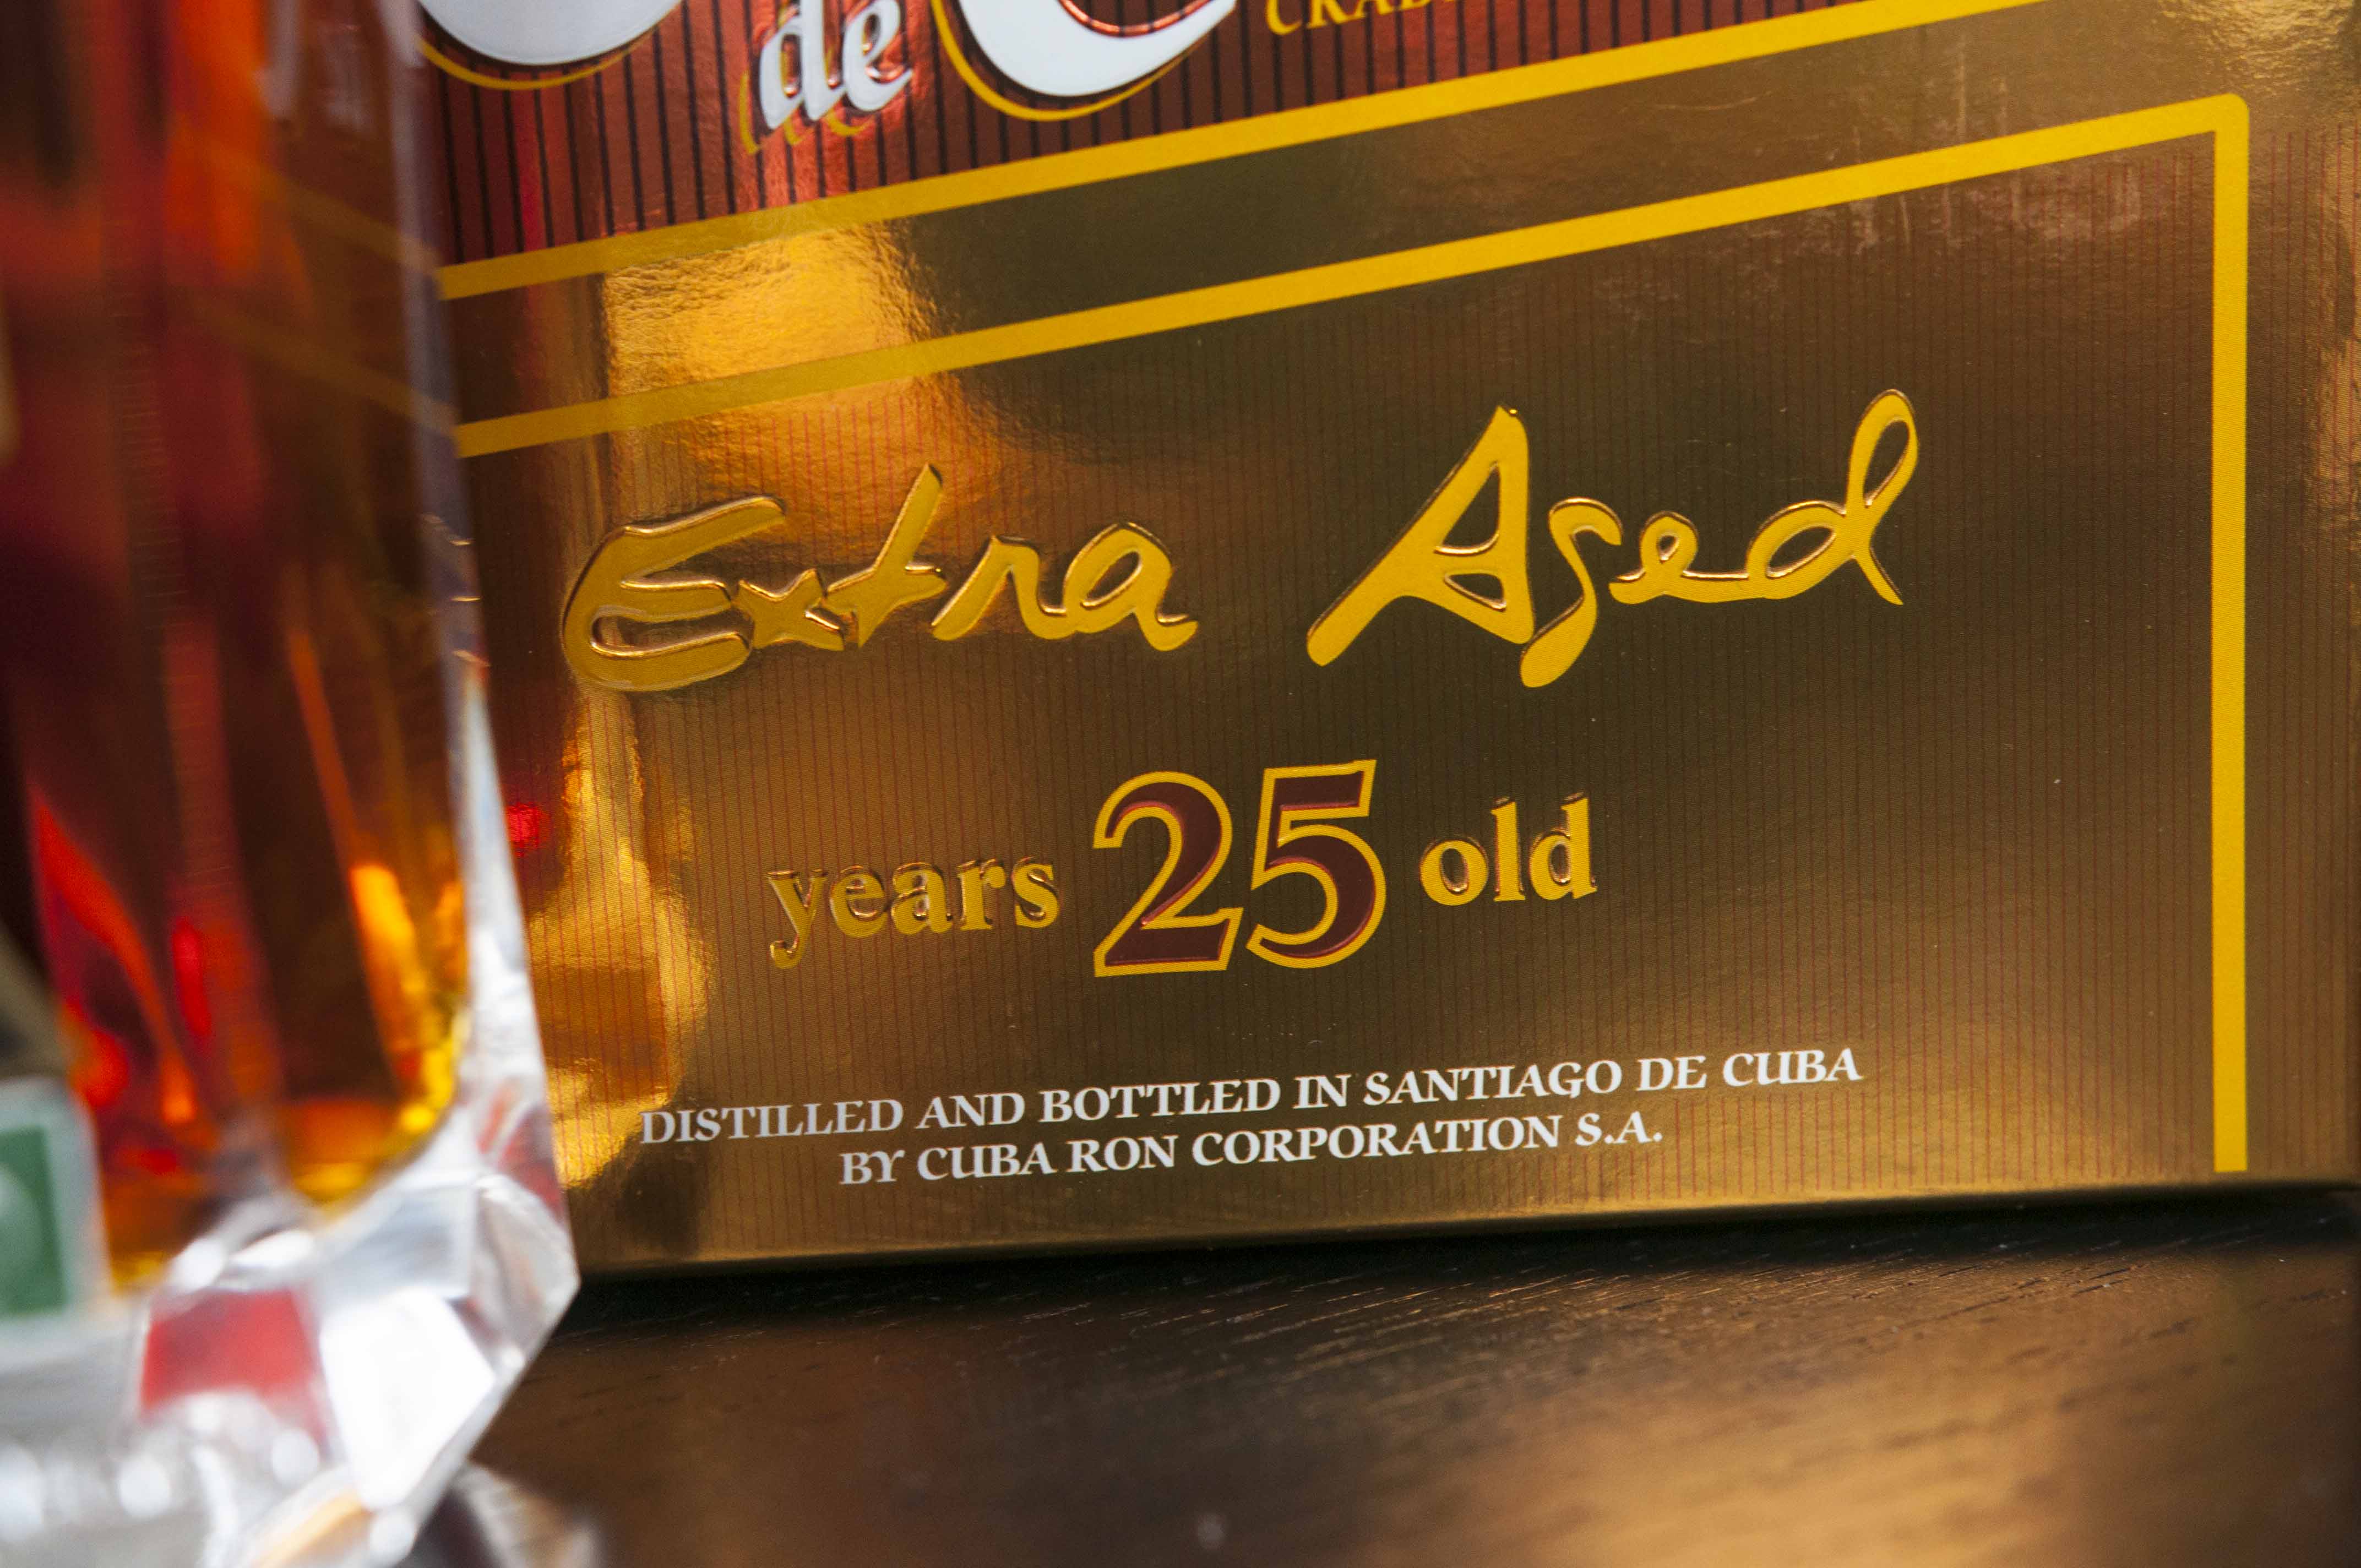 de
Extra Aged
years 25 old
DISTILLED AND BOTTLED IN SANTIAGO DE CUBA
BY CUBA RON CORPORATION S.A.